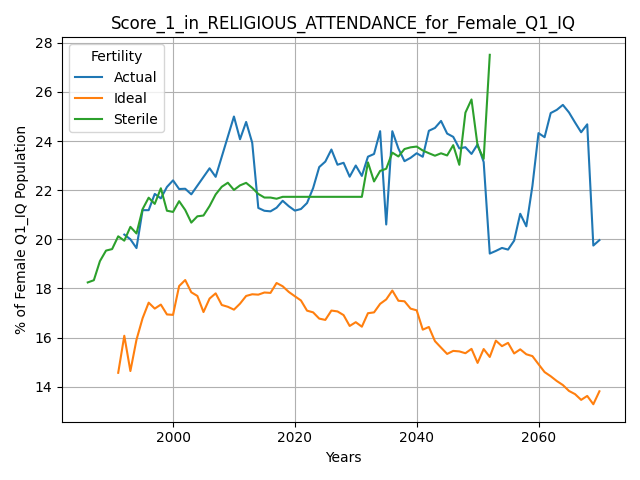 Score_1_in_RELIGIOUS_ATTENDANCE_for_Female_Q1_IQ
% of Female Q1_IQ Population
28
26
24
22
20
18
16
14
Fertility
Actual
Ideal
Sterile
2000
2020
2040
2060
Years